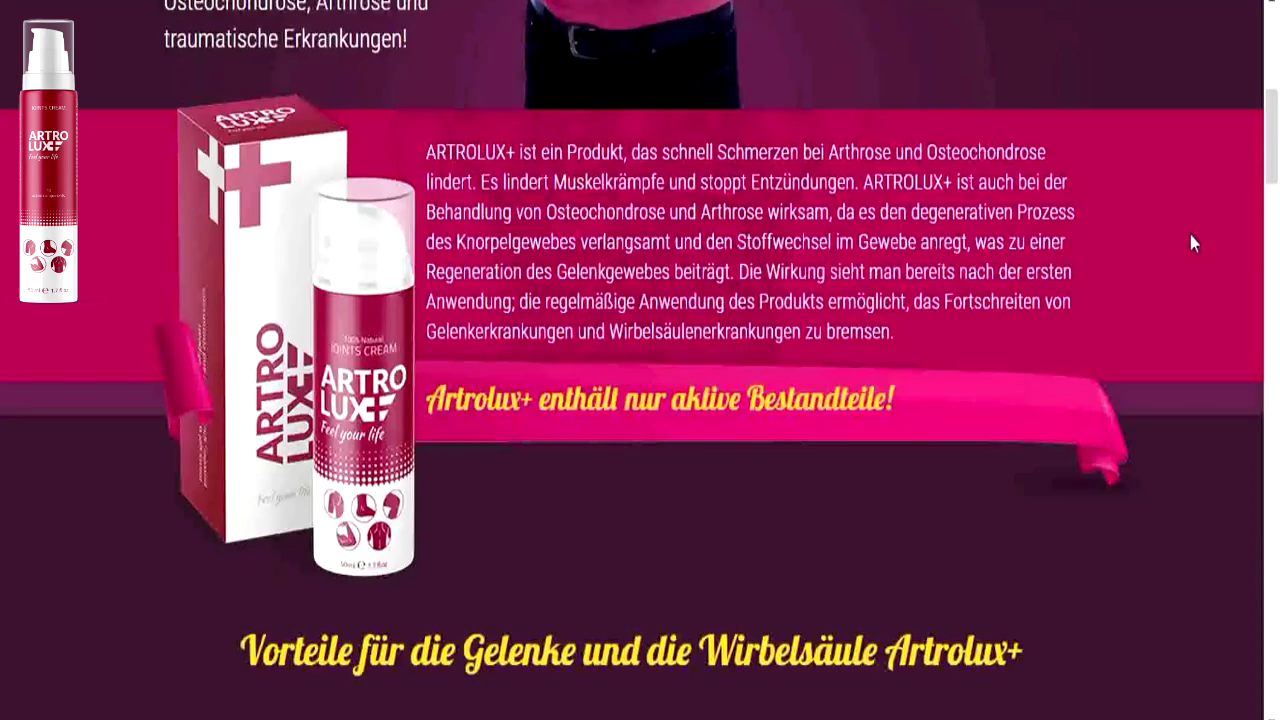 Osteochondrose, Arthrose und
traumatische Erkrankungen!
JOINTS CREAM
ARTRO
LUX+
Feel your life
ARTRO
LUX+
ARTROLUX+ ist ein Produkt, das schnell Schmerzen bei Arthrose und Osteochondrose
lindert. Es lindert Muskelkrämpfe und stoppt Entzündungen. ARTROLUX+ ist auch bei der
Behandlung von Osteochondrose und Arthrose wirksam, da es den degenerativen Prozess
des Knorpelgewebes verlangsamt und den Stoffwechsel im Gewebe anregt, was zu einer
Regeneration des Gelenkgewebes beiträgt. Die Wirkung sieht man bereits nach der ersten
Anwendung; die regelmäßige Anwendung des Produkts ermöglicht, das Fortschreiten von
Gelenkerkrankungen und Wirbelsäulenerkrankungen zu bremsen.
ARTRO
LUX
Feel your life
100% Natural
JOINTS CREAM
ARTRO
LUX+
Feel your life
50ml ℮ 1.7 fl oz
Artrolux+ enthält nur aktive Bestandteile!
Vorteile für die Gelenke und die Wirbelsäule Artrolux+